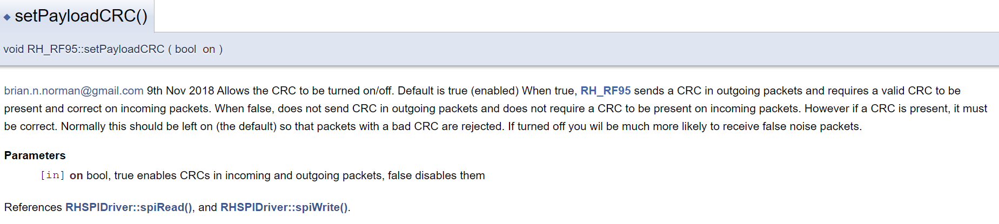 ◆ setPayloadCRC()
void RH_RF95::setPayloadCRC ( bool on )
brian.n.norman@gmail.com 9th Nov 2018 Allows the CRC to be turned on/off. Default is true (enabled) When true, RH_RF95 sends a CRC in outgoing packets and requires a valid CRC to be
present and correct on incoming packets. When false, does not send CRC in outgoing packets and does not require a CRC to be present on incoming packets. However if a CRC is present, it must
be correct. Normally this should be left on (the default) so that packets with a bad CRC are rejected. If turned off you wil be much more likely to receive false noise packets.
Parameters
[in] on bool, true enables CRCs in incoming and outgoing packets, false disables them
References RHSPIDriver::spiRead(), and RHSPIDriver::spiWrite().